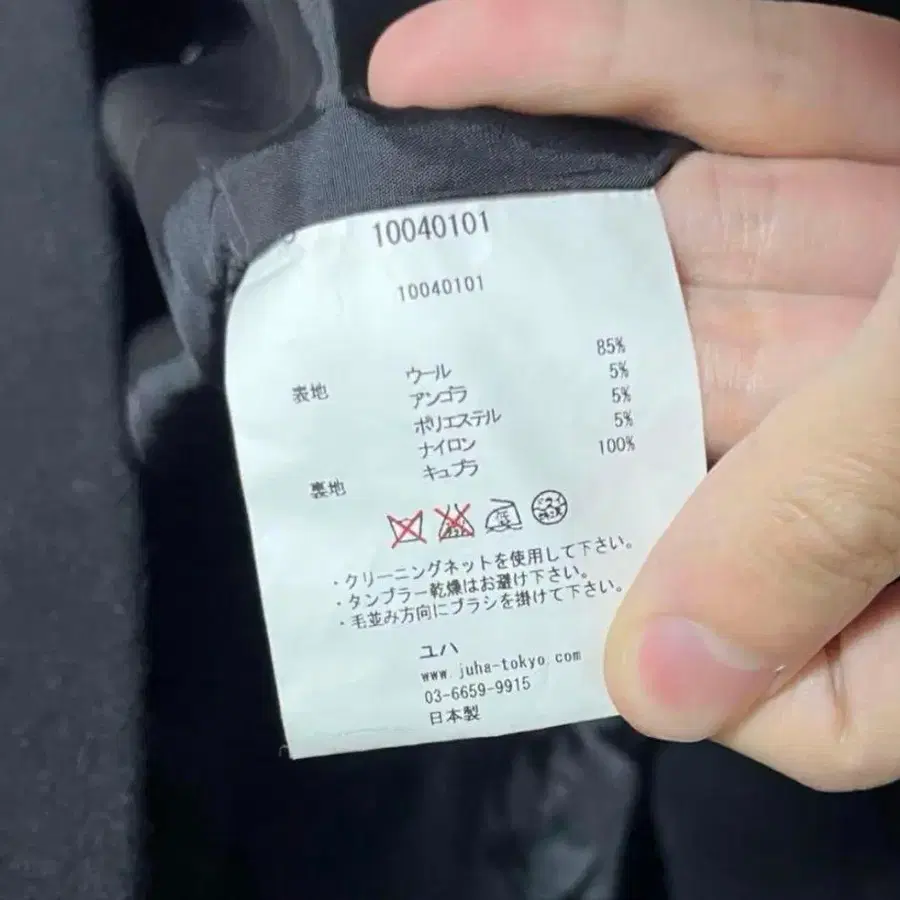 10040101
10040101
表地 ウール 85%
アンゴラ 5%
ポリエステル 5%
ナイロン 5%
裏地 キュプラ 100%
・クリーニングネットを使用して下さい。
・タンブラー乾燥はお避け下さい。
・毛並み方向にブラシを掛けて下さい。
ユハ
www.juha-tokyo.com
03-6659-9915
日本製